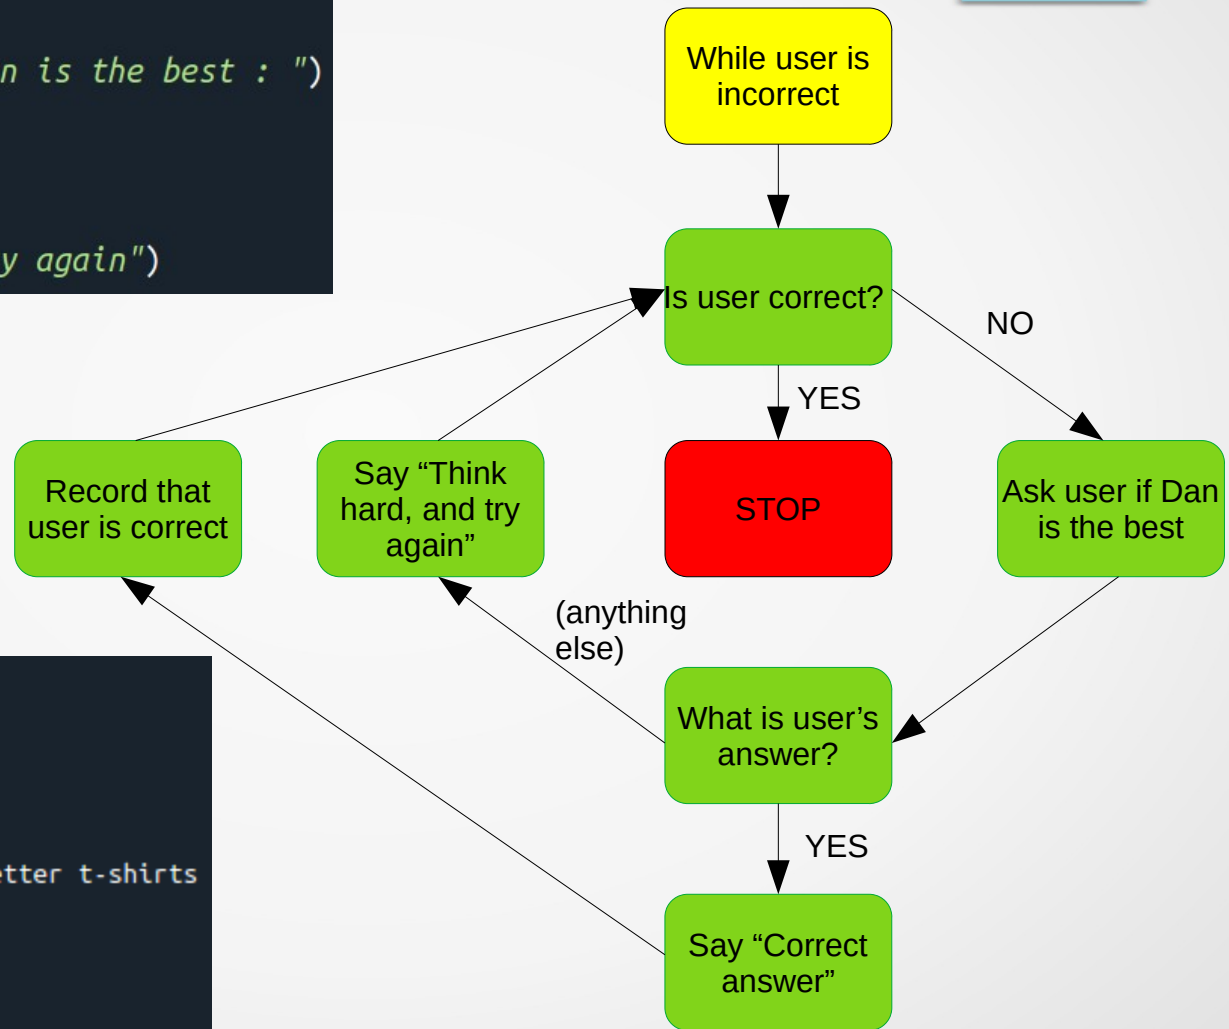 n is the best : ")
y again")
etter t-shirts
While user is
incorrect
Is user correct?
NO
YES
Record that
user is correct
Say “Think
hard, and try
again”
STOP
Ask user if Dan
is the best
(anything
else)
What is user’s
answer?
YES
Say “Correct
answer”